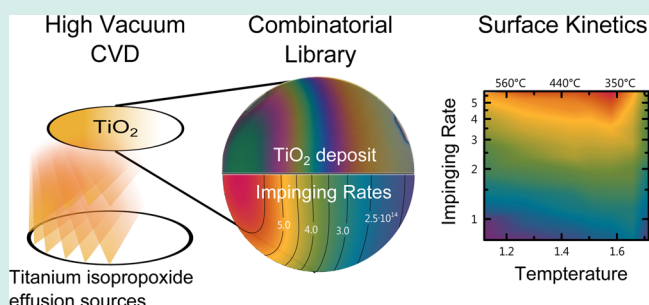 High Vacuum
CVD
Combinatorial
Library
Surface Kinetics
TiO2
TiO2 deposit
Impinging Rates
5.0
4.0
3.0
2.5·10^14
Titanium isopropoxide
effusion sources
560°C
440°C
350°C
Impinging Rate
5
4
3
2
1
1.2
1.4
1.6
Tempterature